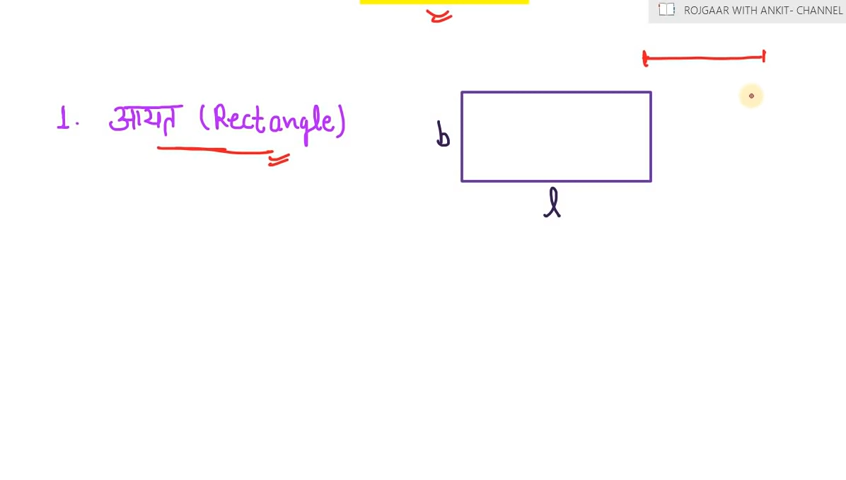 ROJGAAR WITH ANKIT- CHANNEL
1. आयत (Rectangle)
b
l